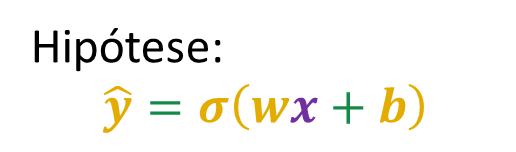 Hipótese:
ŷ = σ(wx + b)